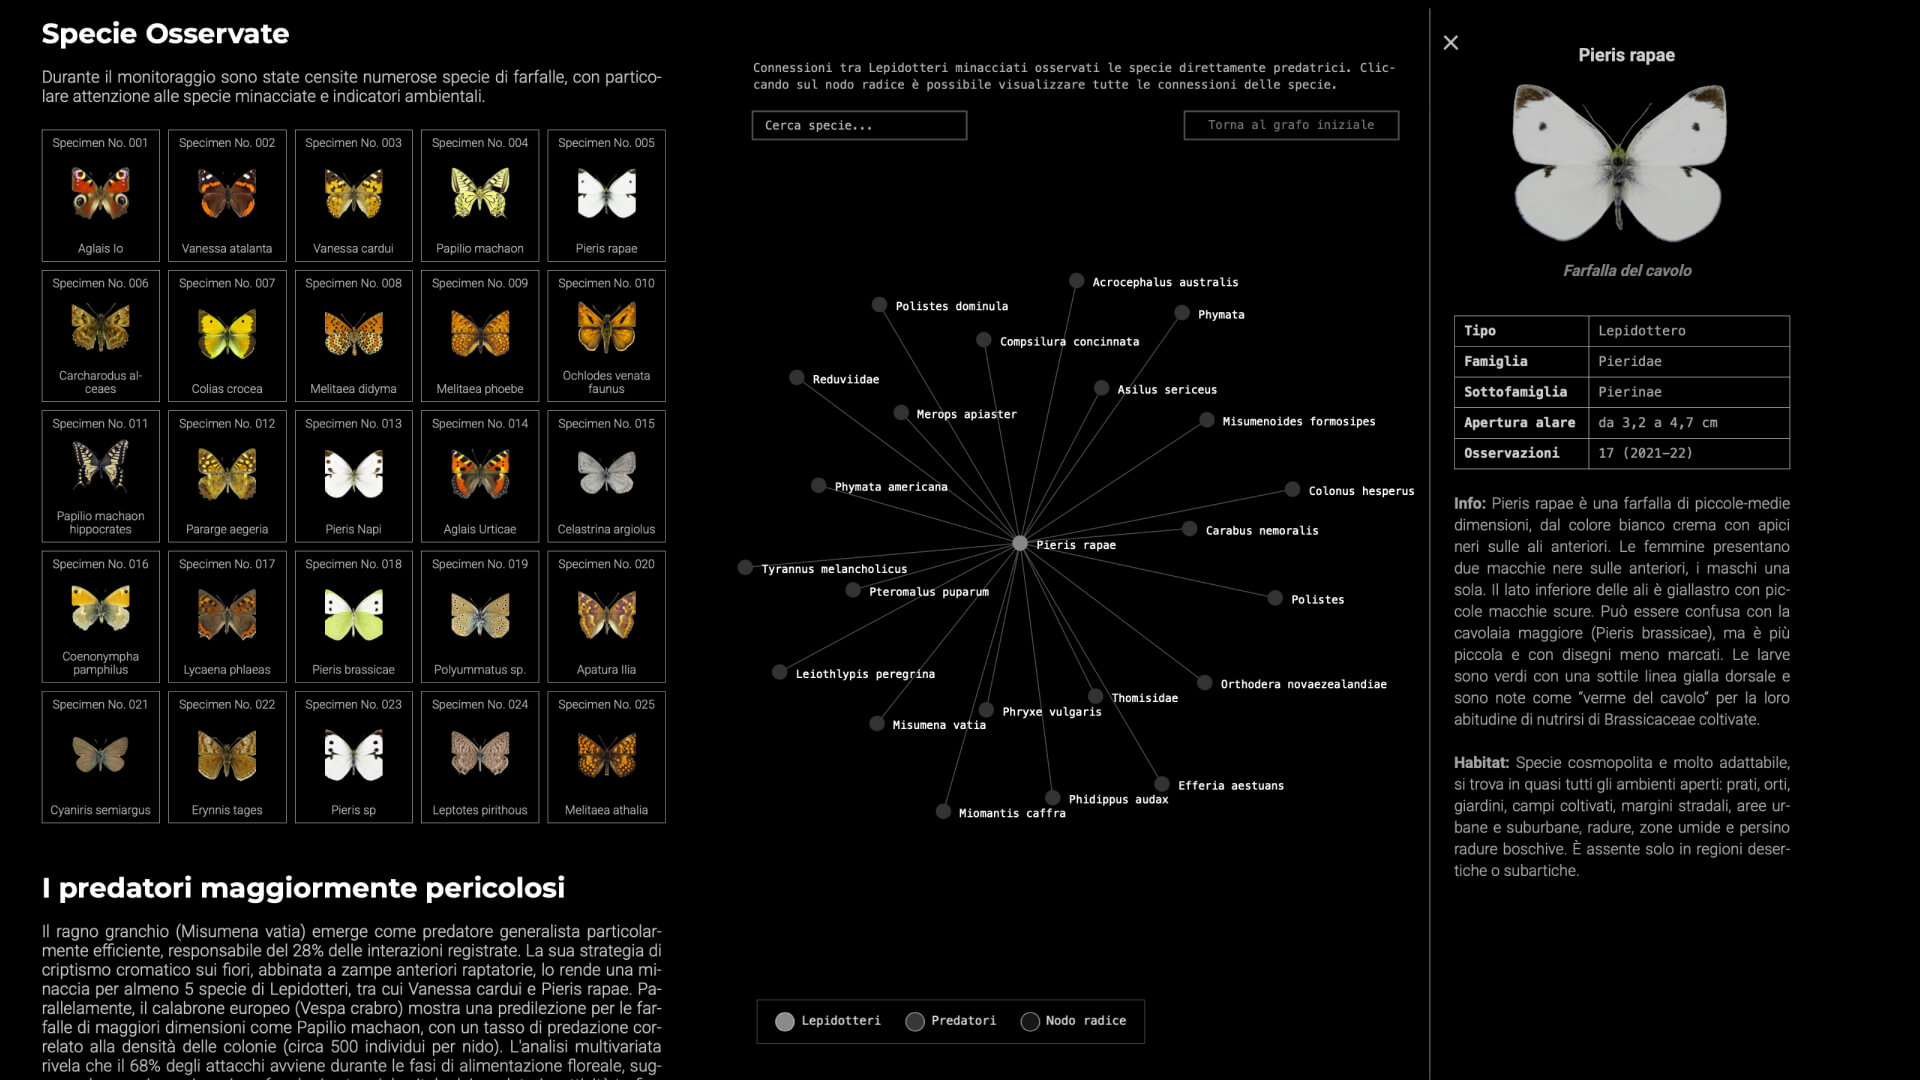 Specie Osservate
Durante il monitoraggio sono state censite numerose specie di farfalle, con partico-
lare attenzione alle specie minacciate e indicatori ambientali.
Specimen No. 001
Aglais Io
Specimen No. 002
Vanessa atalanta
Specimen No. 003
Vanessa cardui
Specimen No. 004
Papilio machaon
Specimen No. 005
Pieris rapae
Specimen No. 006
Carcharodus al-
ceaes
Specimen No. 007
Colias crocea
Specimen No. 008
Melitaea didyma
Specimen No. 009
Melitaea phoebe
Specimen No. 010
Ochlodes venata
faunus
Specimen No. 011
Papilio machaon
hippocrates
Specimen No. 012
Pararge aegeria
Specimen No. 013
Pieris Napi
Specimen No. 014
Aglais Urticae
Specimen No. 015
Celastrina argiolus
Specimen No. 016
Coenonympha
pamphilus
Specimen No. 017
Lycaena phlaeas
Specimen No. 018
Pieris brassicae
Specimen No. 019
Polyummatus sp.
Specimen No. 020
Apatura Ilia
Specimen No. 021
Cyaniris semiargus
Specimen No. 022
Erynnis tages
Specimen No. 023
Pieris sp
Specimen No. 024
Leptotes pirithous
Specimen No. 025
Melitaea athalia
I predatori maggiormente pericolosi
Il ragno granchio (Misumena vatia) emerge come predatore generalista particolar-
mente efficiente, responsabile del 28% delle interazioni registrate. La sua strategia di
criptismo cromatico sui fiori, abbinata a zampe anteriori raptatorie, lo rende una mi-
naccia per almeno 5 specie di Lepidotteri, tra cui Vanessa cardui e Pieris rapae. Pa-
rallelamente, il calabrone europeo (Vespa crabro) mostra una predilezione per le far-
falle di maggiori dimensioni come Papilio machaon, con un tasso di predazione cor-
relato alla densità delle colonie (circa 500 individui per nido). L'analisi multivariata
rivela che il 68% degli attacchi avviene durante le fasi di alimentazione floreale, sug-
Connessioni tra Lepidotteri minacciati osservati le specie direttamente predatrici. Clic-
cando sul nodo radice è possibile visualizzare tutte le connessioni delle specie.
Cerca specie...
Torna al grafo iniziale
Acrocephalus australis
Polistes dominula
Phymata
Compsilura concinnata
Reduviidae
Asilus sericeus
Merops apiaster
Misumenoides formosipes
Phymata americana
Colonus hesperus
Carabus nemoralis
Pieris rapae
Tyrannus melancholicus
Pteromalus puparum
Polistes
Leiothlypis peregrina
Orthodera novaezealandiae
Thomisidae
Phryxe vulgaris
Misumena vatia
Efferia aestuans
Phidippus audax
Miomantis caffra
Lepidotteri
Predatori
Nodo radice
Pieris rapae
Farfalla del cavolo
Tipo Lepidottero
Famiglia Pieridae
Sottofamiglia Pierinae
Apertura alare da 3,2 a 4,7 cm
Osservazioni 17 (2021–22)
Info: Pieris rapae è una farfalla di piccole-medie
dimensioni, dal colore bianco crema con apici
neri sulle ali anteriori. Le femmine presentano
due macchie nere sulle anteriori, i maschi una
sola. Il lato inferiore delle ali è giallastro con pic-
cole macchie scure. Può essere confusa con la
cavolaia maggiore (Pieris brassicae), ma è più
piccola e con disegni meno marcati. Le larve
sono verdi con una sottile linea gialla dorsale e
sono note come “verme del cavolo” per la loro
abitudine di nutrirsi di Brassicaceae coltivate.
Habitat: Specie cosmopolita e molto adattabile,
si trova in quasi tutti gli ambienti aperti: prati, orti,
giardini, campi coltivati, margini stradali, aree ur-
bane e suburbane, radure, zone umide e persino
radure boschive. È assente solo in regioni deser-
tiche o subartiche.